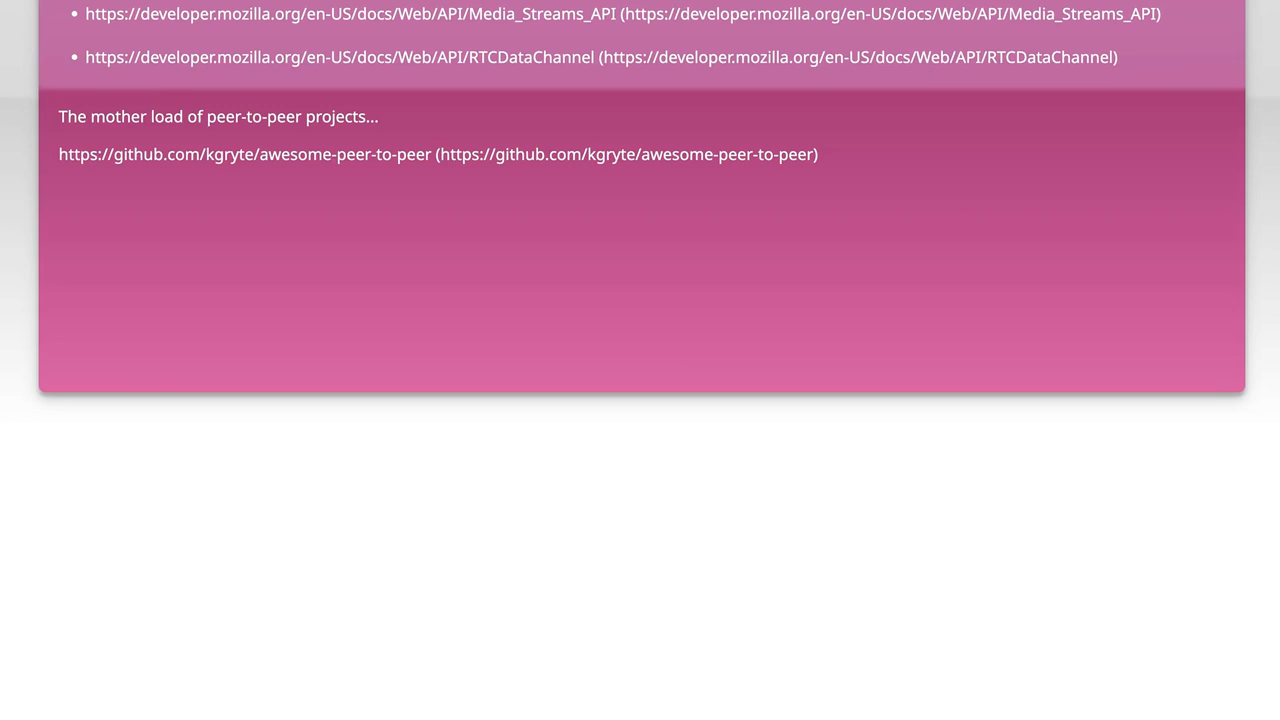 • https://developer.mozilla.org/en-US/docs/Web/API/Media_Streams_API (https://developer.mozilla.org/en-US/docs/Web/API/Media_Streams_API)
• https://developer.mozilla.org/en-US/docs/Web/API/RTCDataChannel (https://developer.mozilla.org/en-US/docs/Web/API/RTCDataChannel)
The mother load of peer-to-peer projects...
https://github.com/kgryte/awesome-peer-to-peer (https://github.com/kgryte/awesome-peer-to-peer)